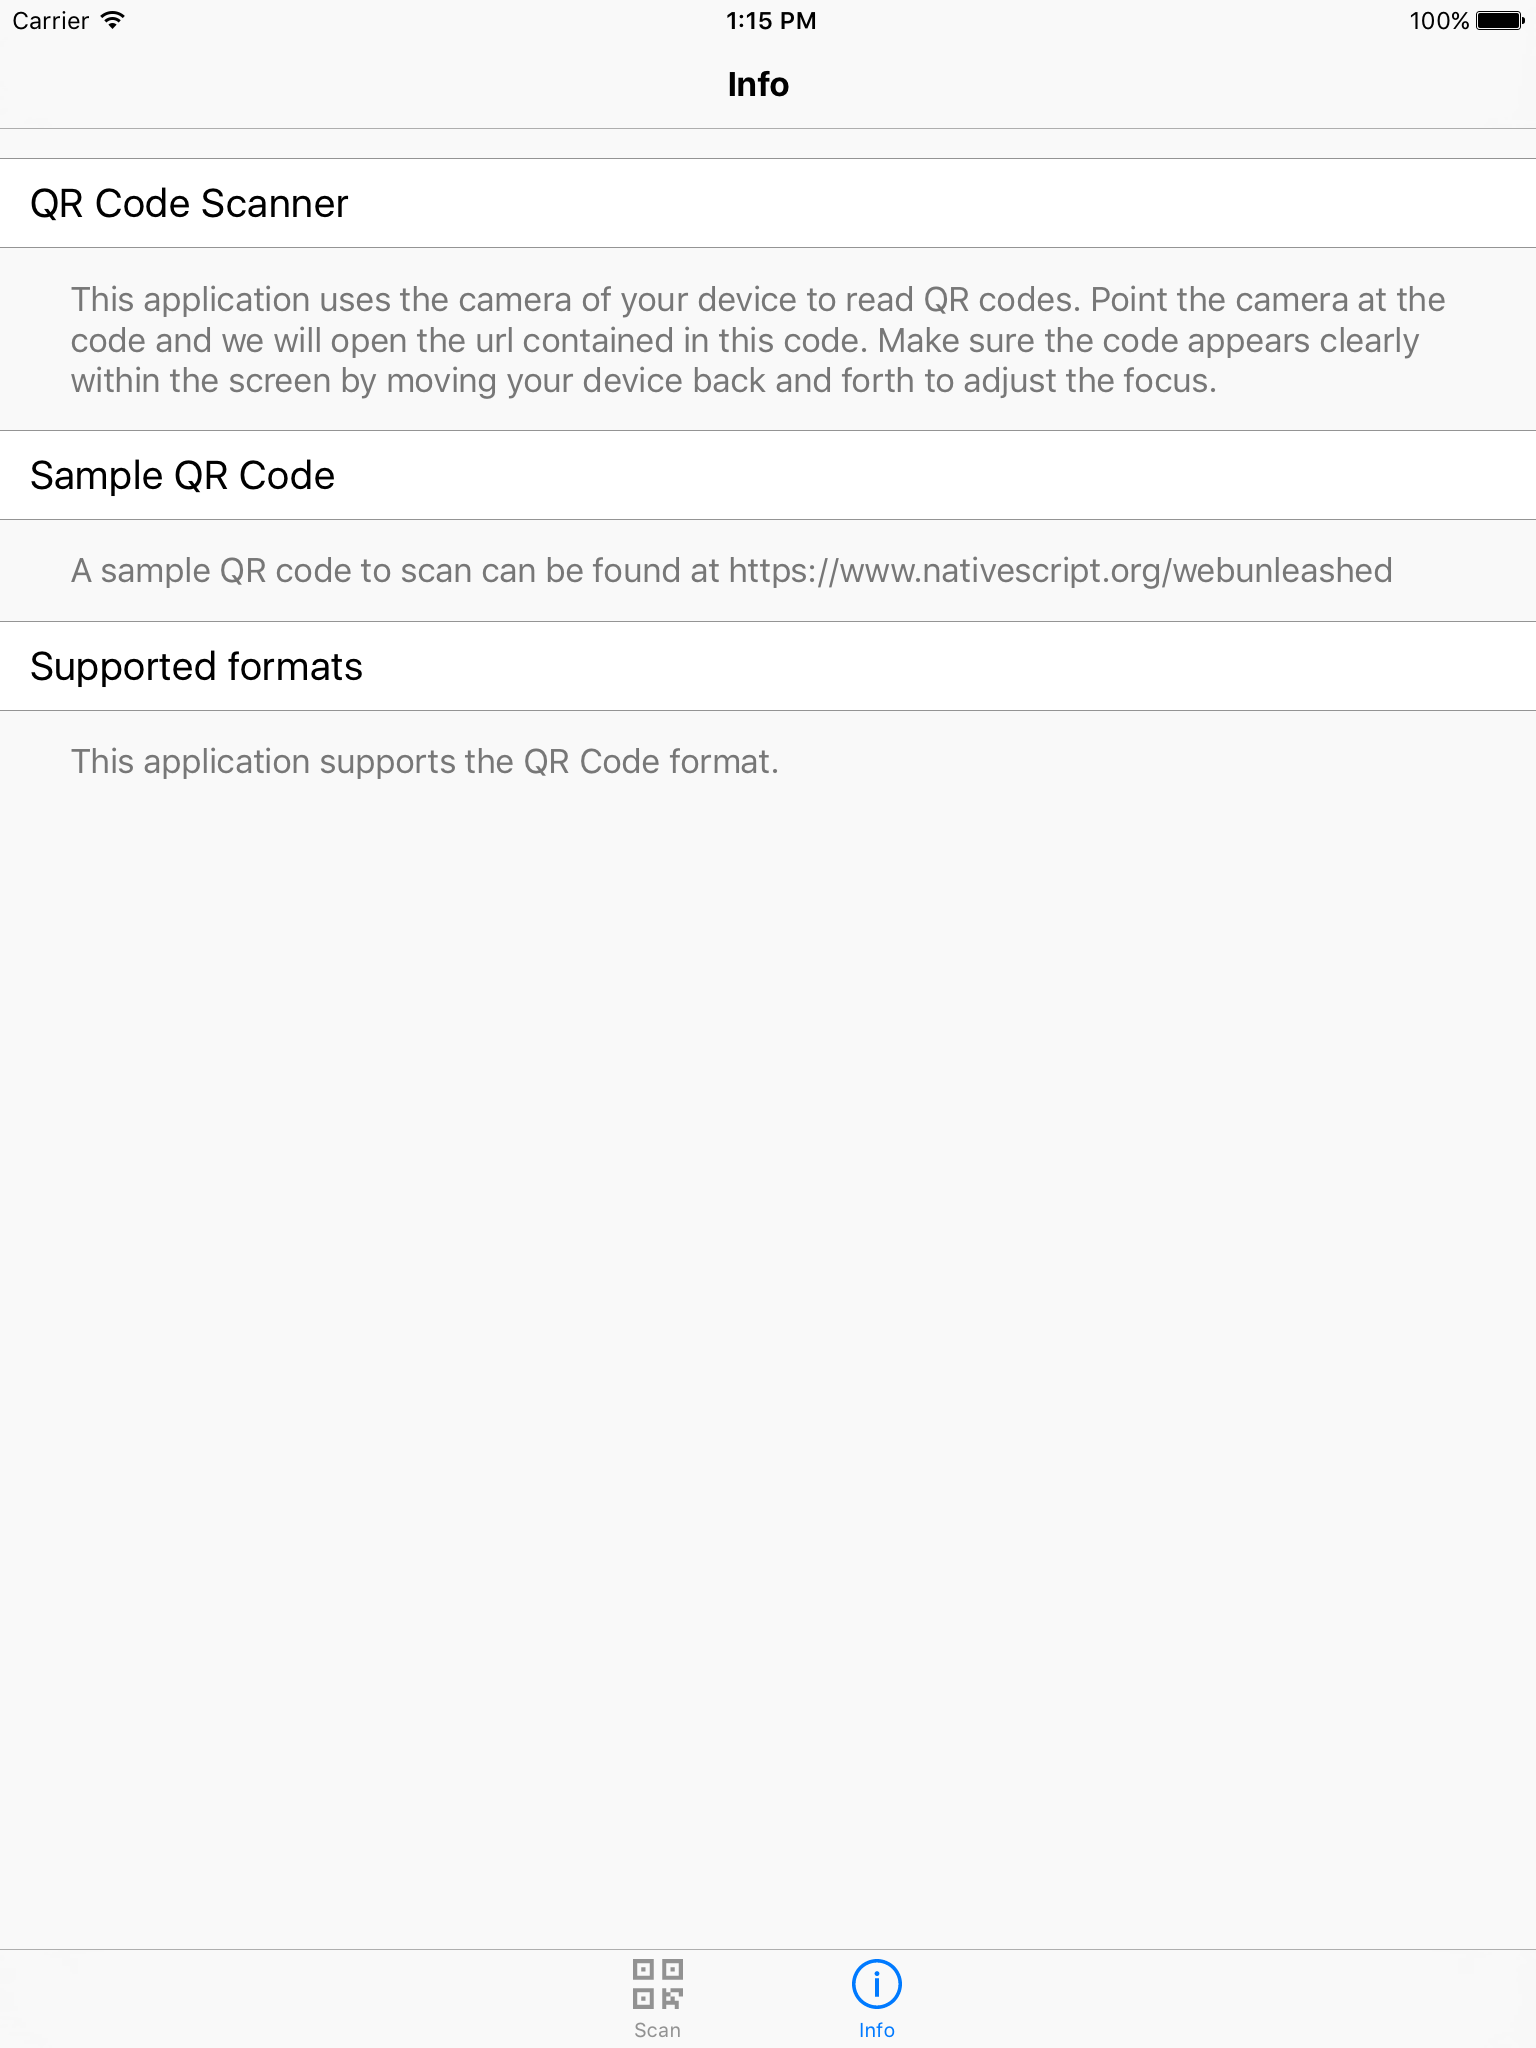 Carrier 1:15 PM 100%
Info
QR Code Scanner
This application uses the camera of your device to read QR codes. Point the camera at the
code and we will open the url contained in this code. Make sure the code appears clearly
within the screen by moving your device back and forth to adjust the focus.
Sample QR Code
A sample QR code to scan can be found at https://www.nativescript.org/webunleashed
Supported formats
This application supports the QR Code format.
Scan Info